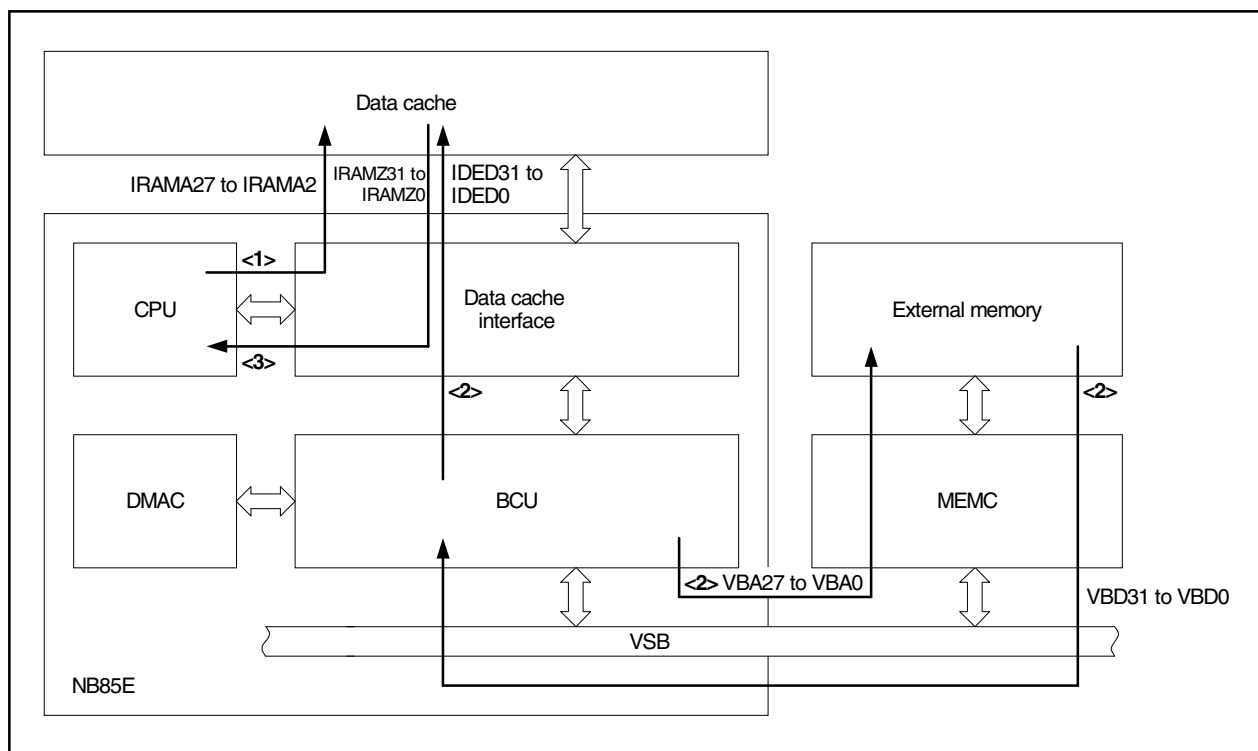 Data cache
IRAMA27 to IRAMA2
IRAMZ31 to
IRAMZ0
IDED31 to
IDED0
<1>
CPU
Data cache
interface
External memory
<3>
<2>
<2>
DMAC
BCU
MEMC
<2> VBA27 to VBA0
VBD31 to VBD0
VSB
NB85E